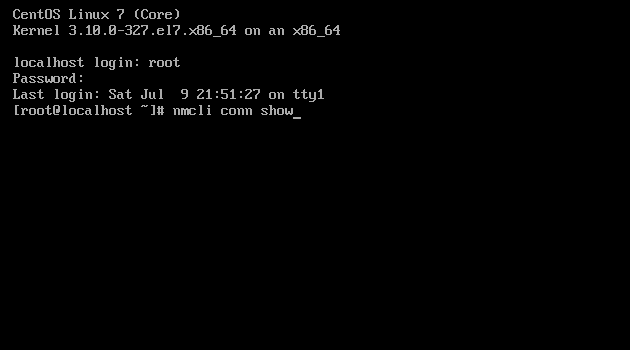 CentOS Linux 7 (Core)
Kernel 3.10.0-327.el7.x86_64 on an x86_64
localhost login: root
Password:
Last login: Sat Jul  9 21:51:27 on tty1
[root@localhost ~]# nmcli conn show_